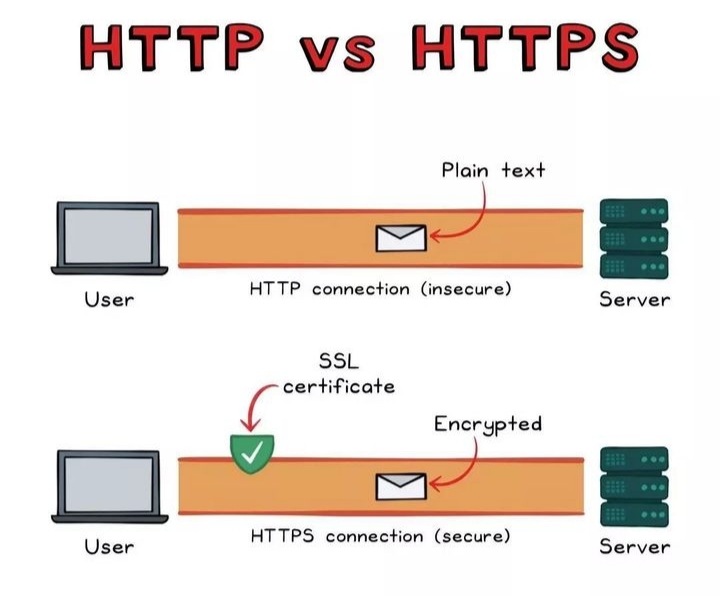 HTTP vs HTTPS
Plain text
User
HTTP connection (insecure)
Server
SSL
certificate
Encrypted
User
HTTPS connection (secure)
Server